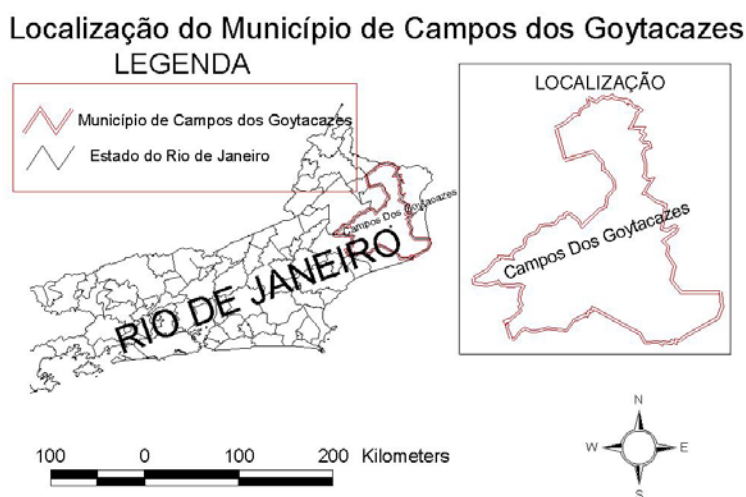 Localização do Município de Campos dos Goytacazes
LEGENDA
Município de Campos dos Goytacazes
Estado do Rio de Janeiro
Campos Dos Goytacazes
RIO DE JANEIRO
LOCALIZAÇÃO
Campos Dos Goytacazes
N
W
E
S
100 0 100 200 Kilometers